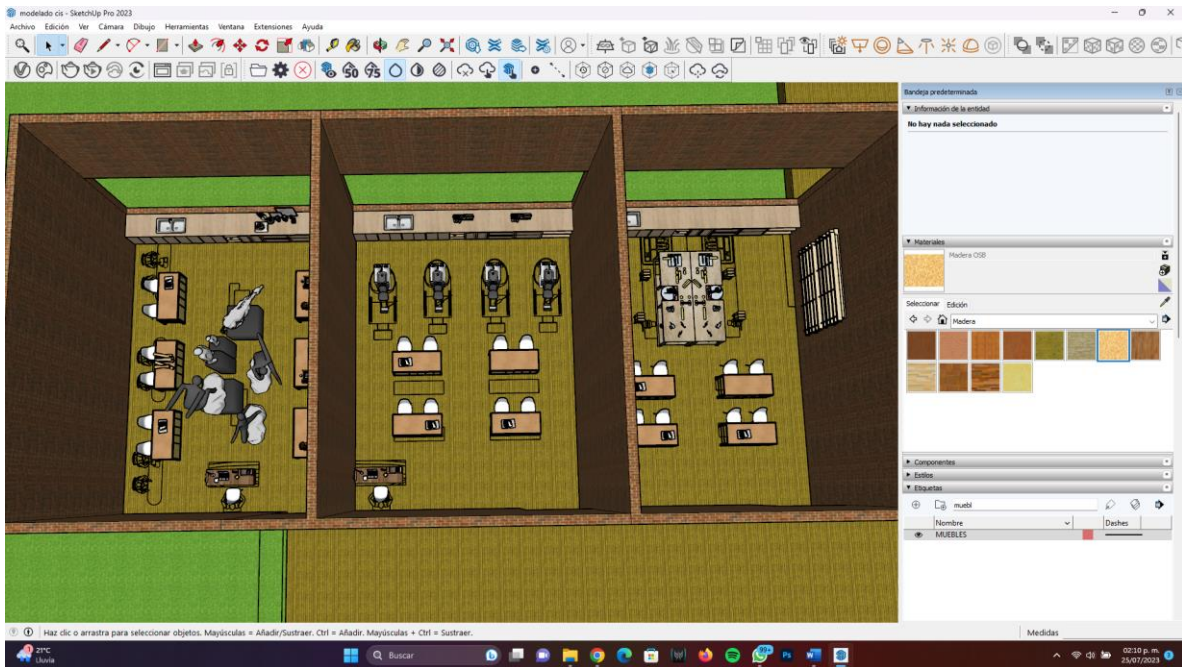 modelado cis - SketchUp Pro 2023
Archivo Edición Ver Cámara Dibujo Herramientas Ventana Extensiones Ayuda
Bandeja predeterminada
Información de la entidad
No hay nada seleccionado
Materiales
Madera OSB
Seleccionar Edición
Madera
Componentes
Estilos
Etiquetas
muebl
Nombre Dashes
MUEBLES
Haz clic o arrastra para seleccionar objetos. Mayúsculas = Añadir/Sustraer. Ctrl = Añadir. Mayúsculas + Ctrl = Sustraer.
Medidas
21°C
Lluvia
Buscar
99+
Ps
02:10 p. m.
25/07/2023